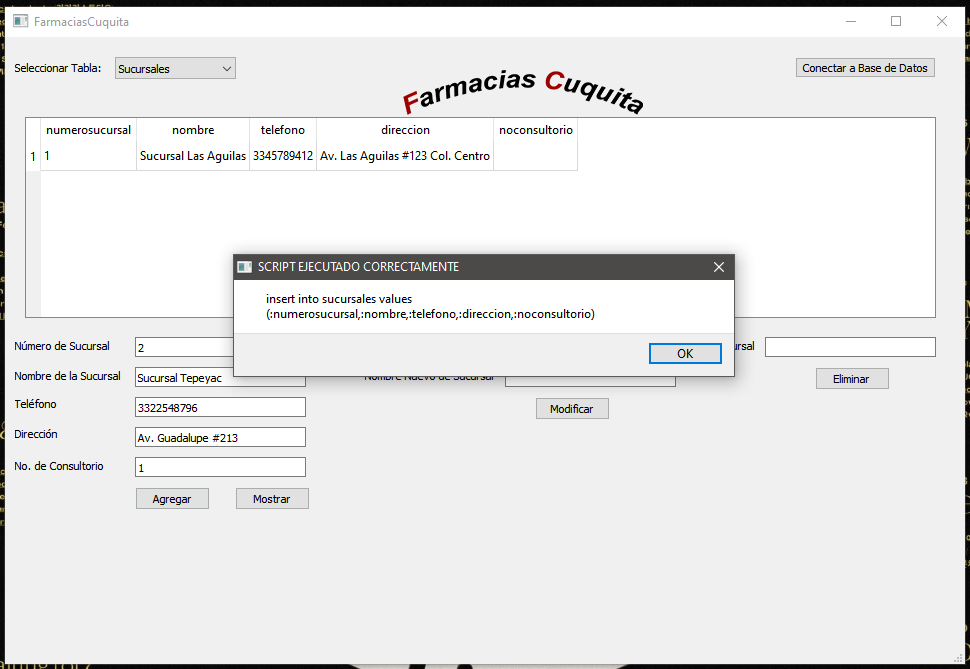 FarmaciasCuquita
Seleccionar Tabla: Sucursales Conectar a Base de Datos
Farmacias Cuquita
numerosucursal nombre telefono direccion noconsultorio
1 1 Sucursal Las Aguilas 3345789412 Av. Las Aguilas #123 Col. Centro
SCRIPT EJECUTADO CORRECTAMENTE
insert into sucursales values
(:numerosucursal,:nombre,:telefono,:direccion,:noconsultorio)
OK
Número de Sucursal 2
Nombre de la Sucursal Sucursal Tepeyac Nombre Nuevo de Sucursal
Eliminar
Teléfono 3322548796
Modificar
Dirección Av. Guadalupe #213
No. de Consultorio 1
Agregar Mostrar